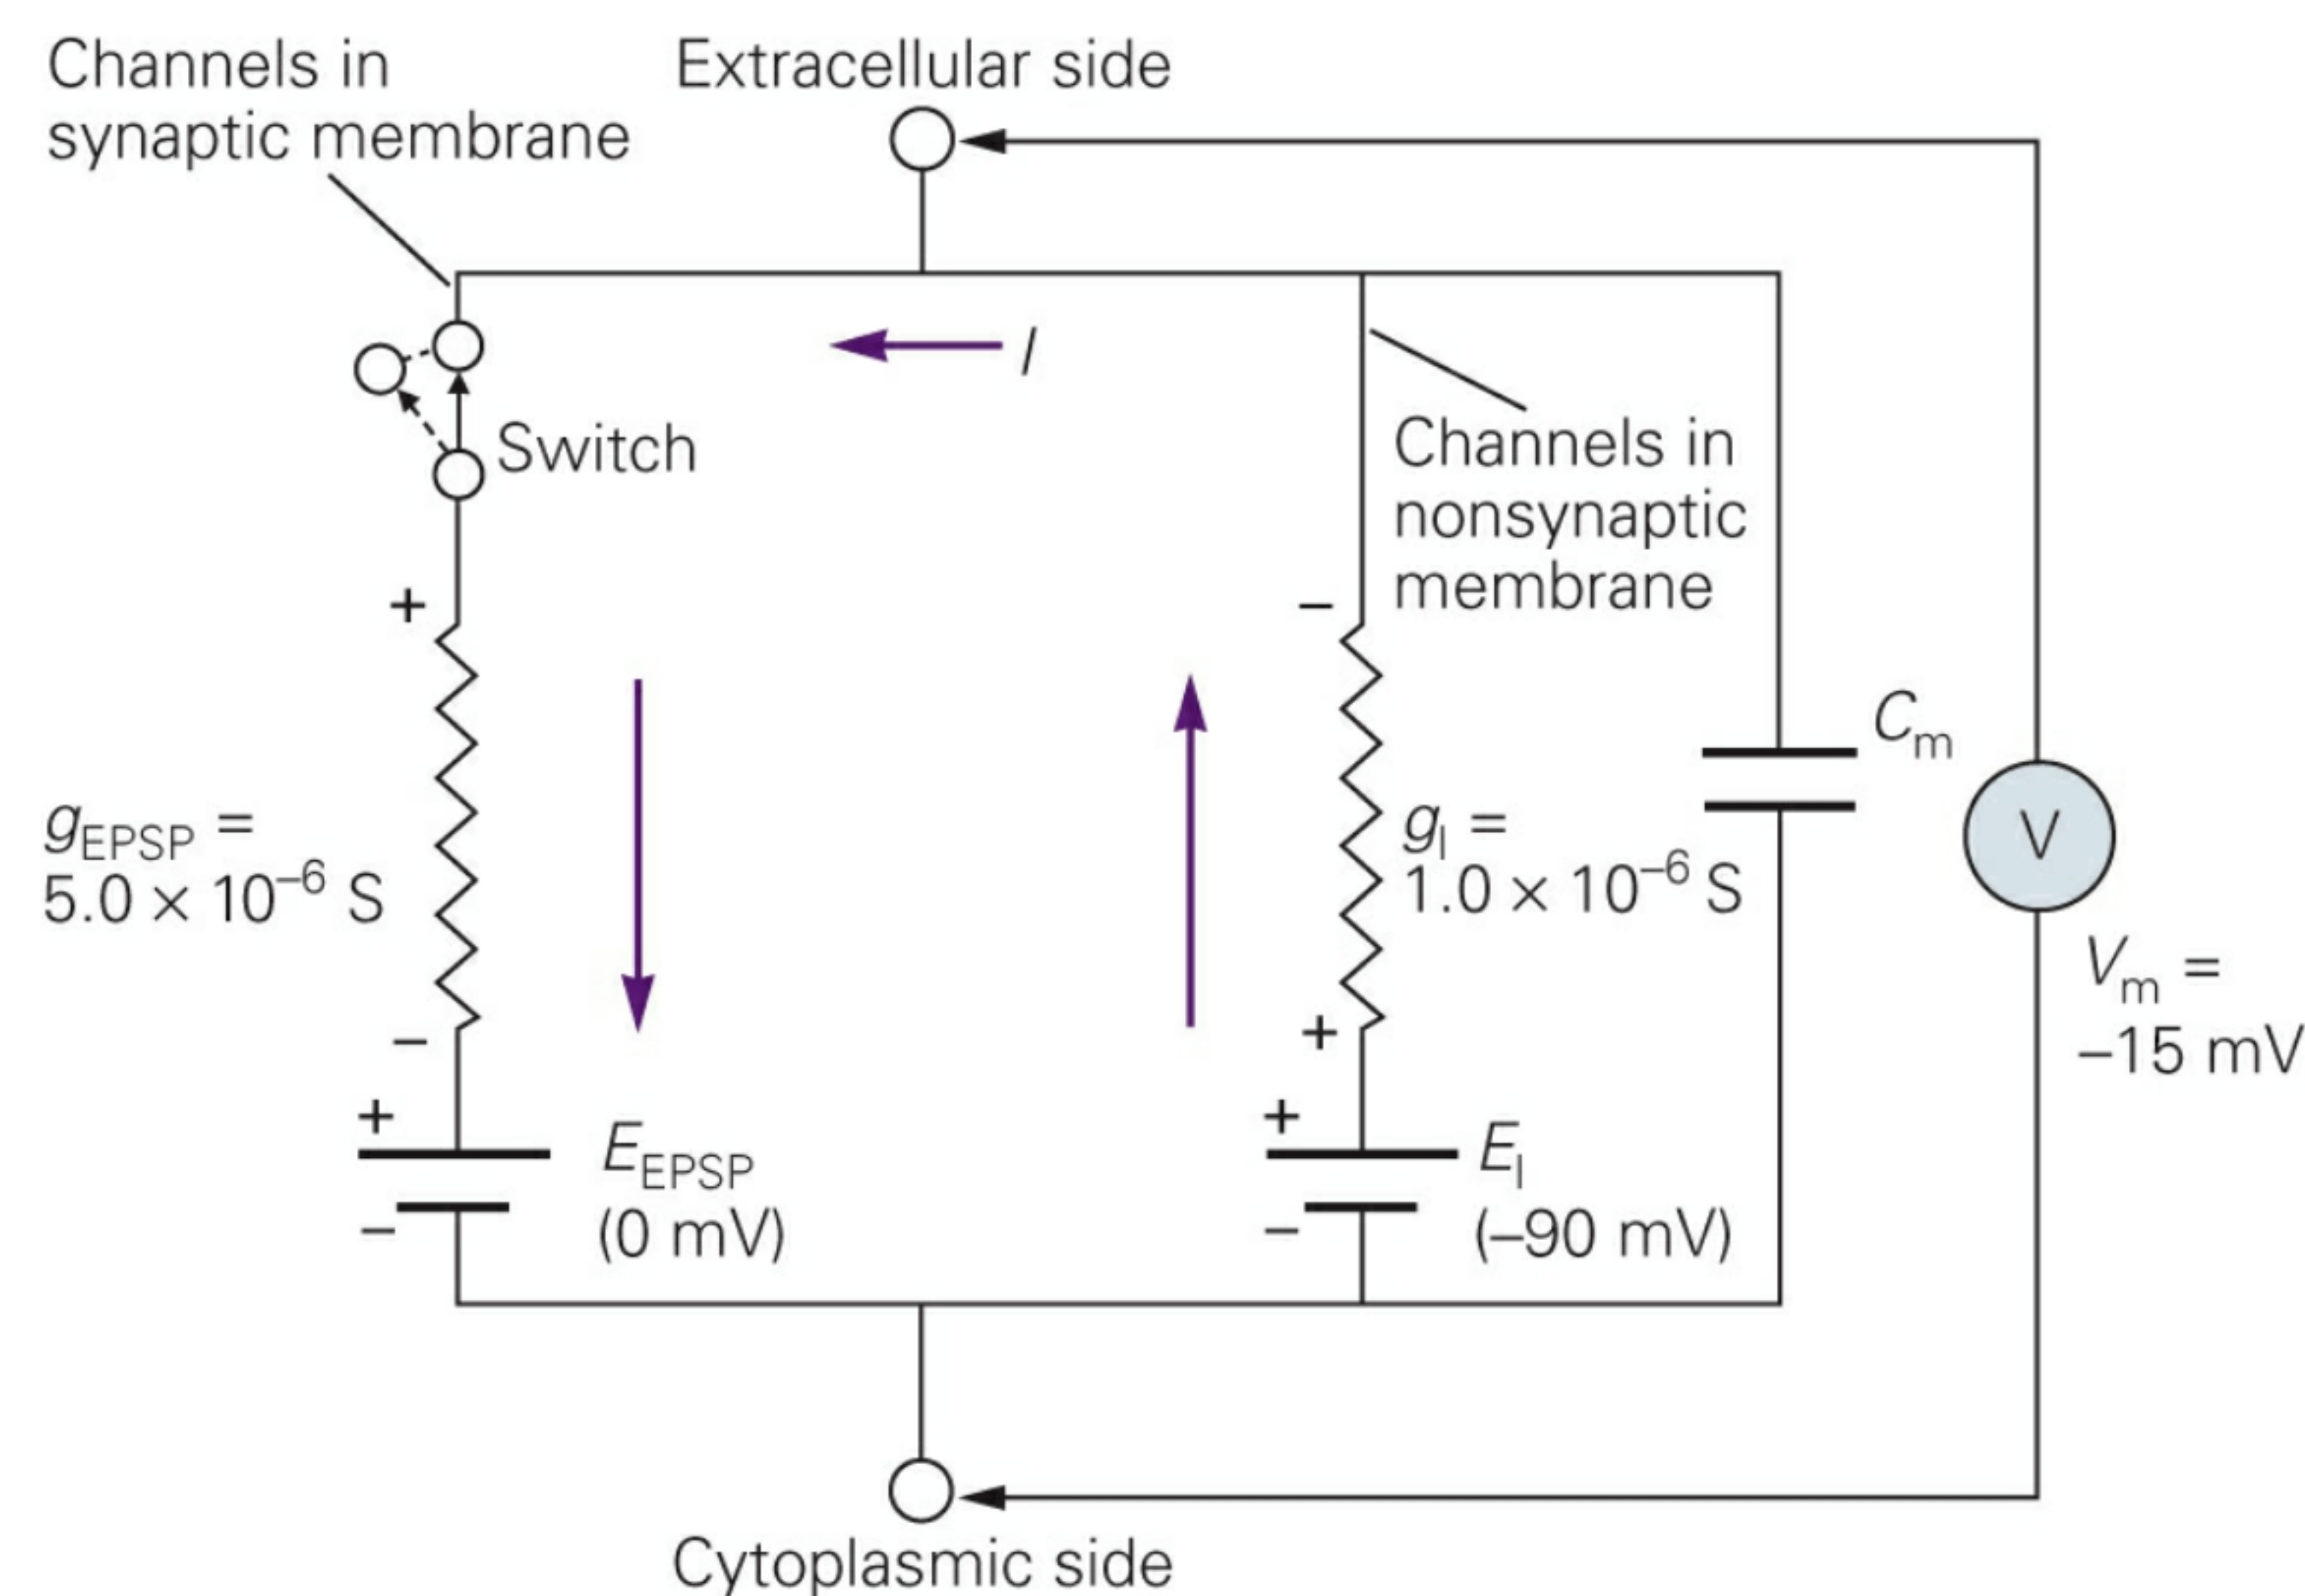 Channels in
synaptic membrane
Extracellular side
I
Switch
Channels in
nonsynaptic
membrane
+
–
C_m
g_EPSP =
5.0 × 10⁻⁶ S
g_l =
1.0 × 10⁻⁶ S
V
V_m =
–15 mV
–
+
+
E_EPSP
(0 mV)
–
+
E_l
(–90 mV)
–
Cytoplasmic side